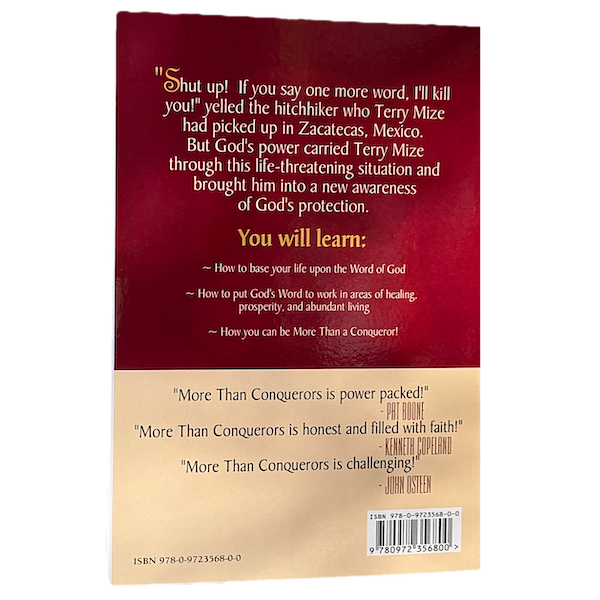 "Shut up! If you say one more word, I'll kill
you!" yelled the hitchhiker who Terry Mize
had picked up in Zacatecas, Mexico.
But God's power carried Terry Mize
through this life-threatening situation and
brought him into a new awareness
of God's protection.
You will learn:
~ How to base your life upon the Word of God
~ How to put God's Word to work in areas of healing,
prosperity, and abundant living
~ How you can be More Than a Conqueror!
"More Than Conquerors is power packed!"
- PAT BOONE
"More Than Conquerors is honest and filled with faith!"
- KENNETH COPELAND
"More Than Conquerors is challenging!"
- JOHN OSTEEN
ISBN 978-0-9723568-0-0
9 780972 356800 >
ISBN 978-0-9723568-0-0